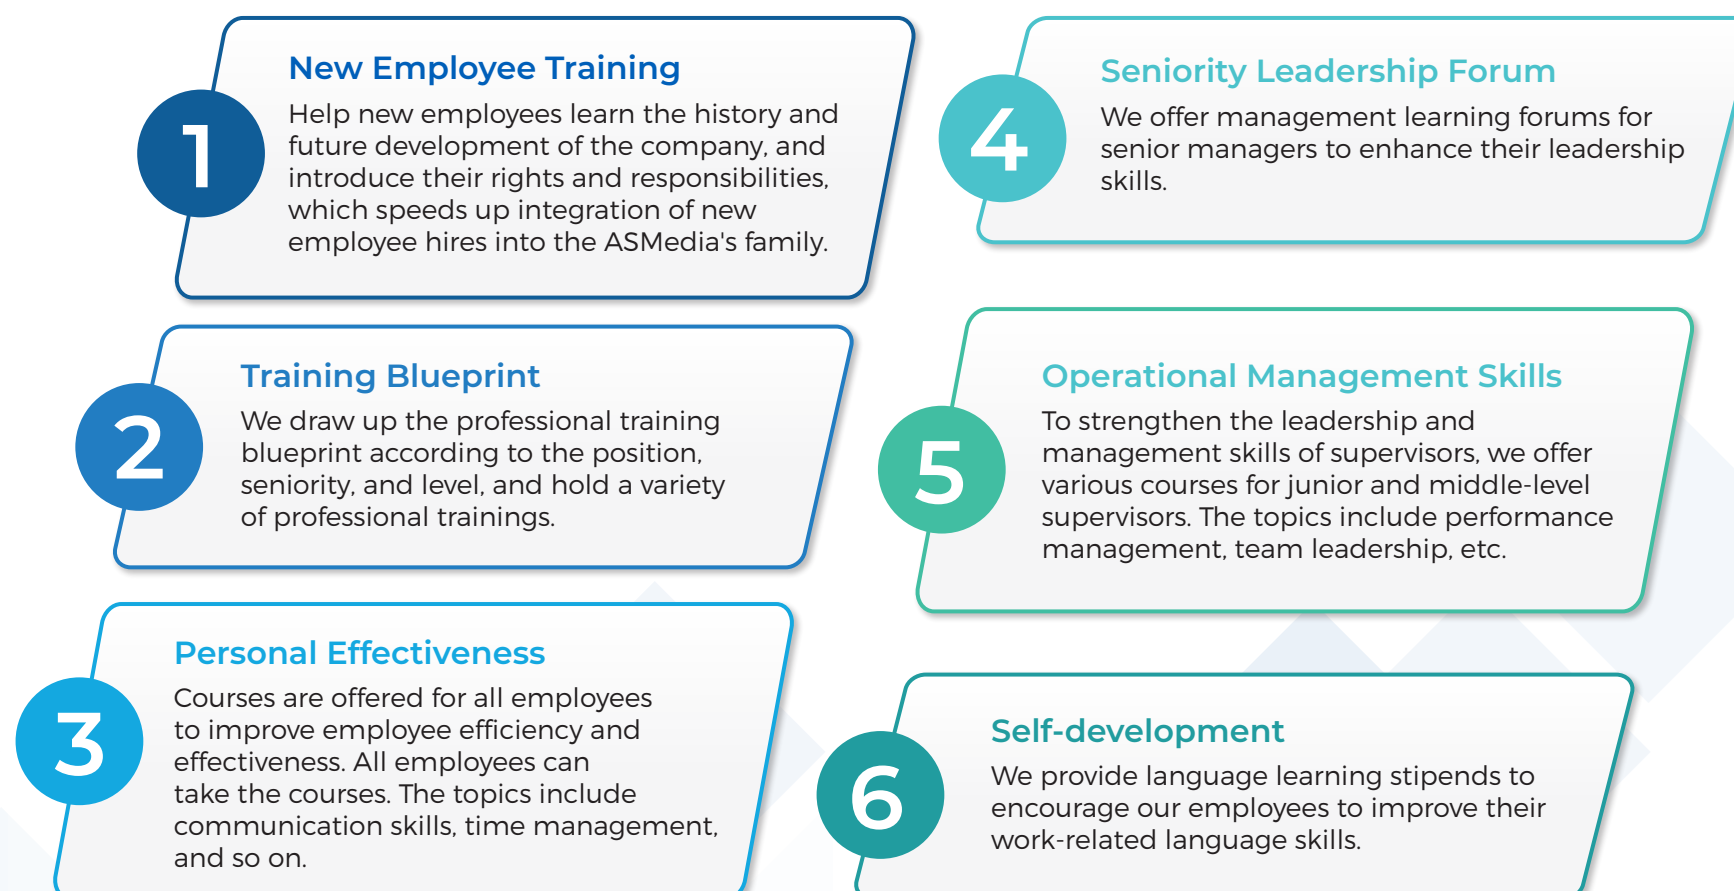 1
New Employee Training
Help new employees learn the history and
future development of the company, and
introduce their rights and responsibilities,
which speeds up integration of new
employee hires into the ASMedia's family.
2
Training Blueprint
We draw up the professional training
blueprint according to the position,
seniority, and level, and hold a variety
of professional trainings.
3
Personal Effectiveness
Courses are offered for all employees
to improve employee efficiency and
effectiveness. All employees can
take the courses. The topics include
communication skills, time management,
and so on.
4
Seniority Leadership Forum
We offer management learning forums for
senior managers to enhance their leadership
skills.
5
Operational Management Skills
To strengthen the leadership and
management skills of supervisors, we offer
various courses for junior and middle-level
supervisors. The topics include performance
management, team leadership, etc.
6
Self-development
We provide language learning stipends to
encourage our employees to improve their
work-related language skills.